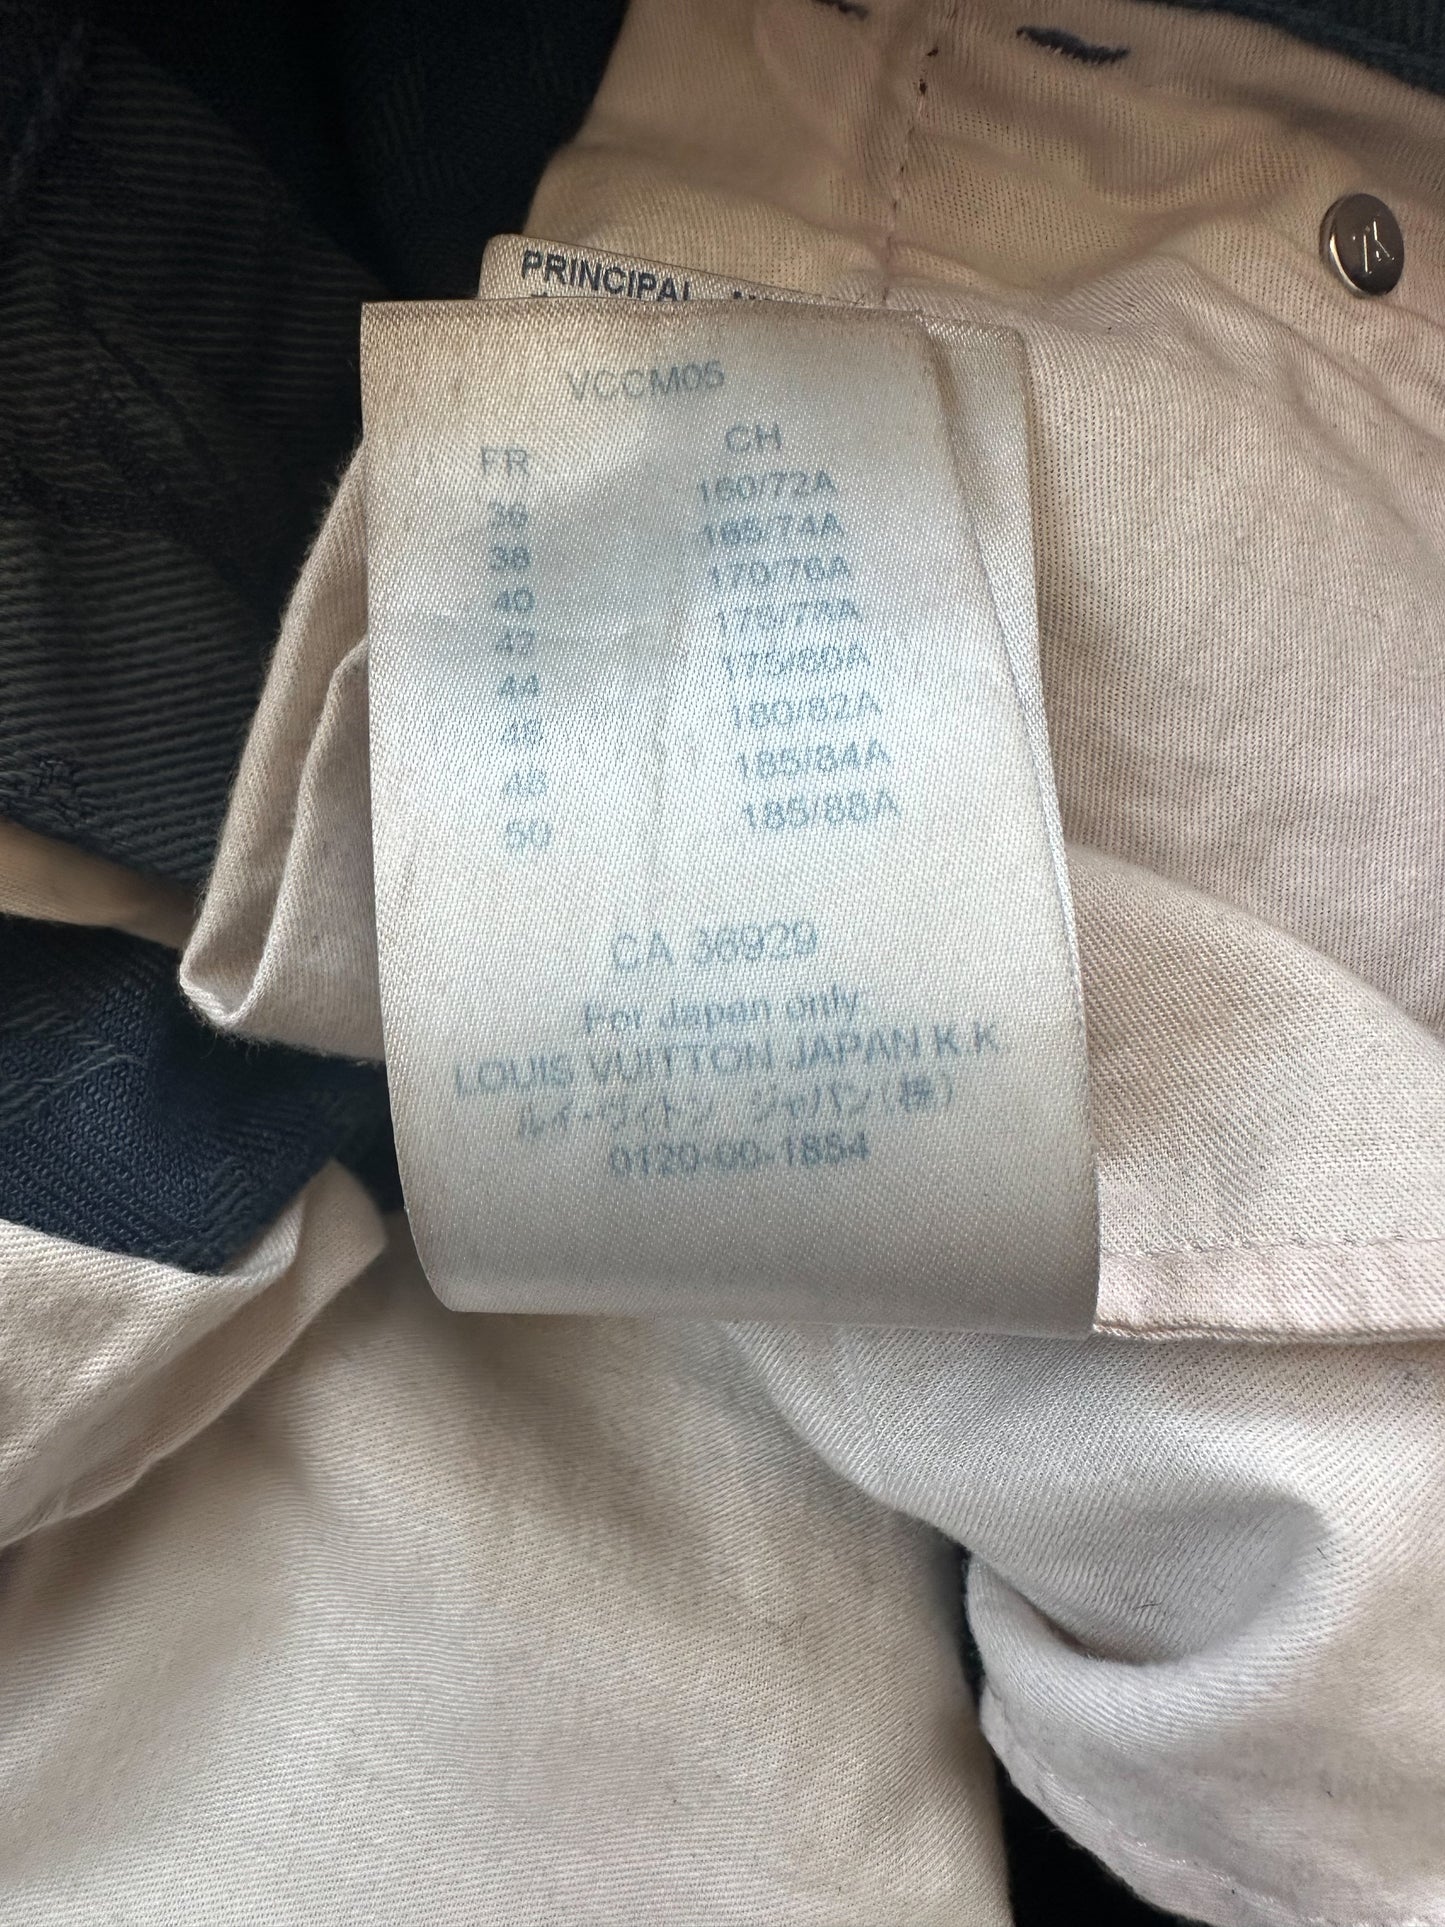 PRINCIPAL
VCCM05
FR CH
36 160/72A
38 165/74A
40 170/76A
42 175/78A
44 175/80A
46 180/82A
48 185/84A
50 185/88A
CA 36929
For Japan only
LOUIS VUITTON JAPAN K.K
ルイ・ヴィトン ジャパン(株)
0120-00-1854